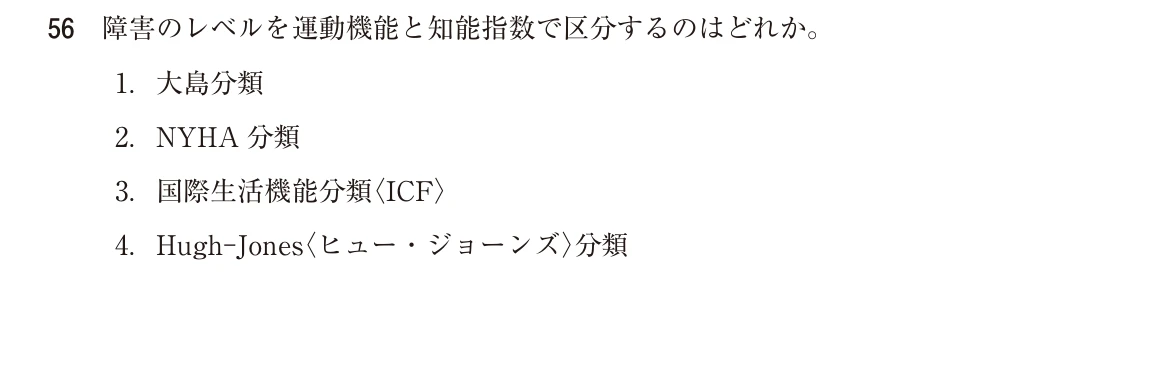 56 障害のレベルを運動機能と知能指数で区分するのはどれか。
1. 大島分類
2. NYHA 分類
3. 国際生活機能分類〈ICF〉
4. Hugh-Jones〈ヒュー・ジョーンズ〉分類